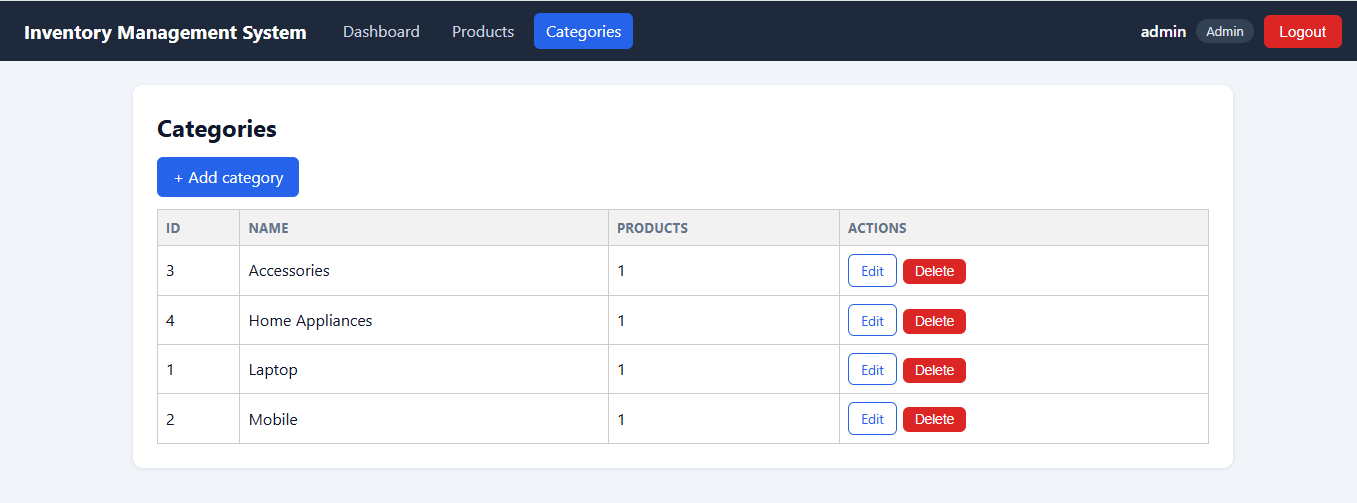 Inventory Management System Dashboard Products Categories admin Admin Logout
Categories
+ Add category
ID NAME PRODUCTS ACTIONS
3 Accessories 1 Edit Delete
4 Home Appliances 1 Edit Delete
1 Laptop 1 Edit Delete
2 Mobile 1 Edit Delete